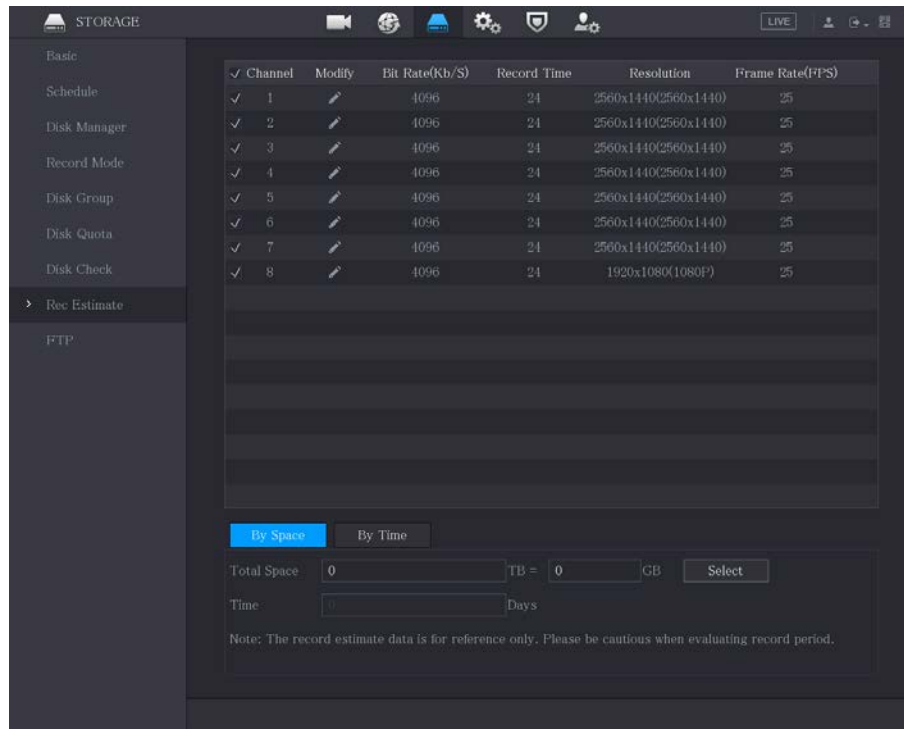 STORAGE LIVE
Basic
Schedule
Disk Manager
Record Mode
Disk Group
Disk Quota
Disk Check
Rec Estimate
FTP
Channel Modify Bit Rate(Kb/S) Record Time Resolution Frame Rate(FPS)
1 4096 24 2560x1440(2560x1440) 25
2 4096 24 2560x1440(2560x1440) 25
3 4096 24 2560x1440(2560x1440) 25
4 4096 24 2560x1440(2560x1440) 25
5 4096 24 2560x1440(2560x1440) 25
6 4096 24 2560x1440(2560x1440) 25
7 4096 24 2560x1440(2560x1440) 25
8 4096 24 1920x1080(1080P) 25
By Space By Time
Total Space 0 TB = 0 GB Select
Time 0 Days
Note: The record estimate data is for reference only. Please be cautious when evaluating record period.